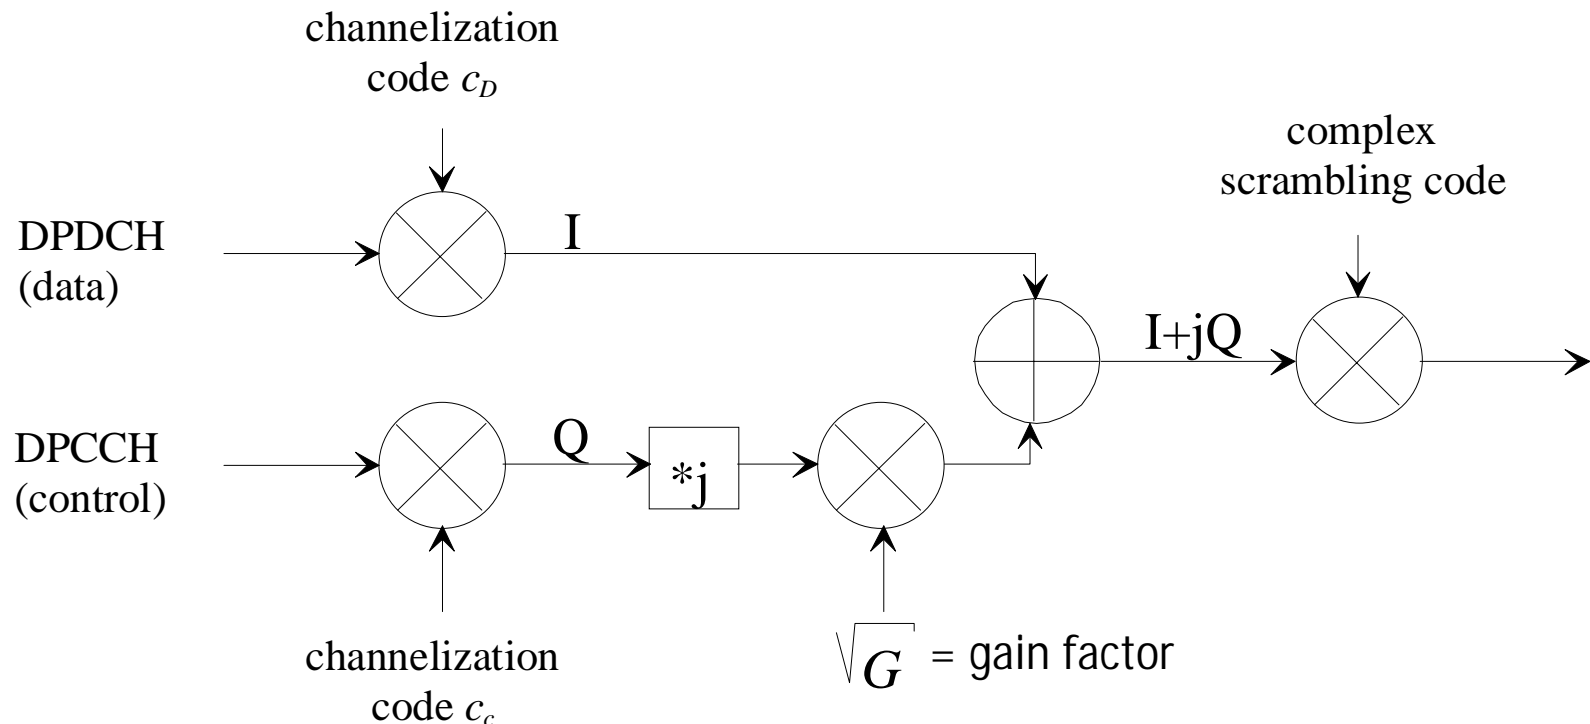 channelization
code c_D
complex
scrambling code
DPDCH
(data)
I
I+jQ
DPCCH
(control)
Q
*j
√G = gain factor
channelization
code c_c